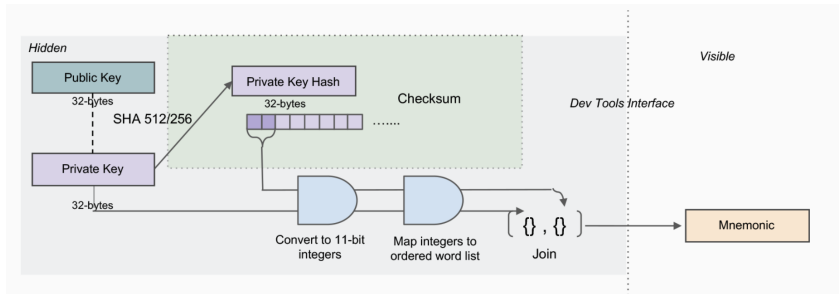 Hidden
Visible
Public Key
32-bytes
SHA 512/256
Private Key
32-bytes
Private Key Hash
32-bytes
Checksum
.......
Dev Tools Interface
Convert to 11-bit
integers
Map integers to
ordered word list
{} , {}
Join
Mnemonic